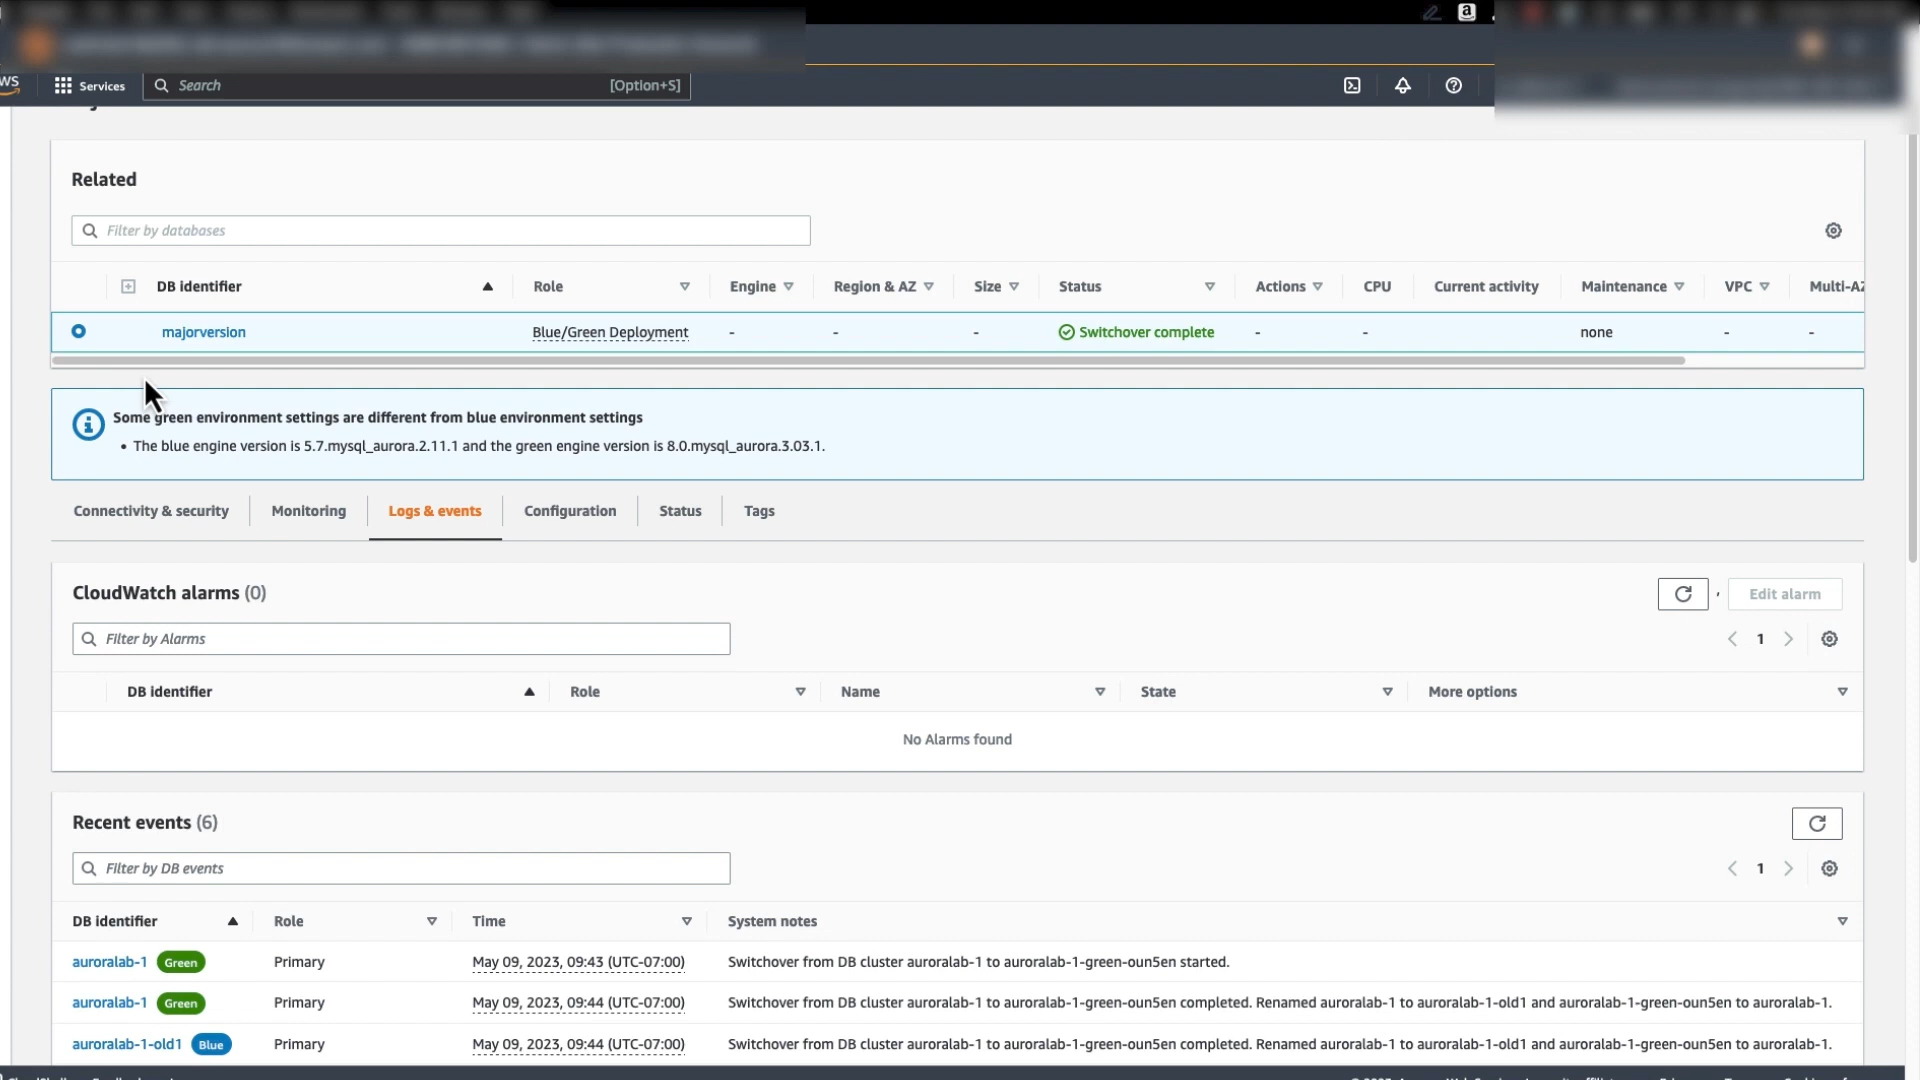 Services
Search
[Option+S]
Related
Filter by databases
DB identifier Role Engine Region & AZ Size Status Actions CPU Current activity Maintenance VPC Multi-AZ
majorversion Blue/Green Deployment - - - Switchover complete - - none - -
Some green environment settings are different from blue environment settings
• The blue engine version is 5.7.mysql_aurora.2.11.1 and the green engine version is 8.0.mysql_aurora.3.03.1.
Connectivity & security Monitoring Logs & events Configuration Status Tags
CloudWatch alarms (0)
Edit alarm
Filter by Alarms
1
DB identifier Role Name State More options
No Alarms found
Recent events (6)
Filter by DB events
1
DB identifier Role Time System notes
auroralab-1 Green Primary May 09, 2023, 09:43 (UTC-07:00) Switchover from DB cluster auroralab-1 to auroralab-1-green-oun5en started.
auroralab-1 Green Primary May 09, 2023, 09:44 (UTC-07:00) Switchover from DB cluster auroralab-1 to auroralab-1-green-oun5en completed. Renamed auroralab-1 to auroralab-1-old1 and auroralab-1-green-oun5en to auroralab-1.
auroralab-1-old1 Blue Primary May 09, 2023, 09:44 (UTC-07:00) Switchover from DB cluster auroralab-1 to auroralab-1-green-oun5en completed. Renamed auroralab-1 to auroralab-1-old1 and auroralab-1-green-oun5en to auroralab-1.